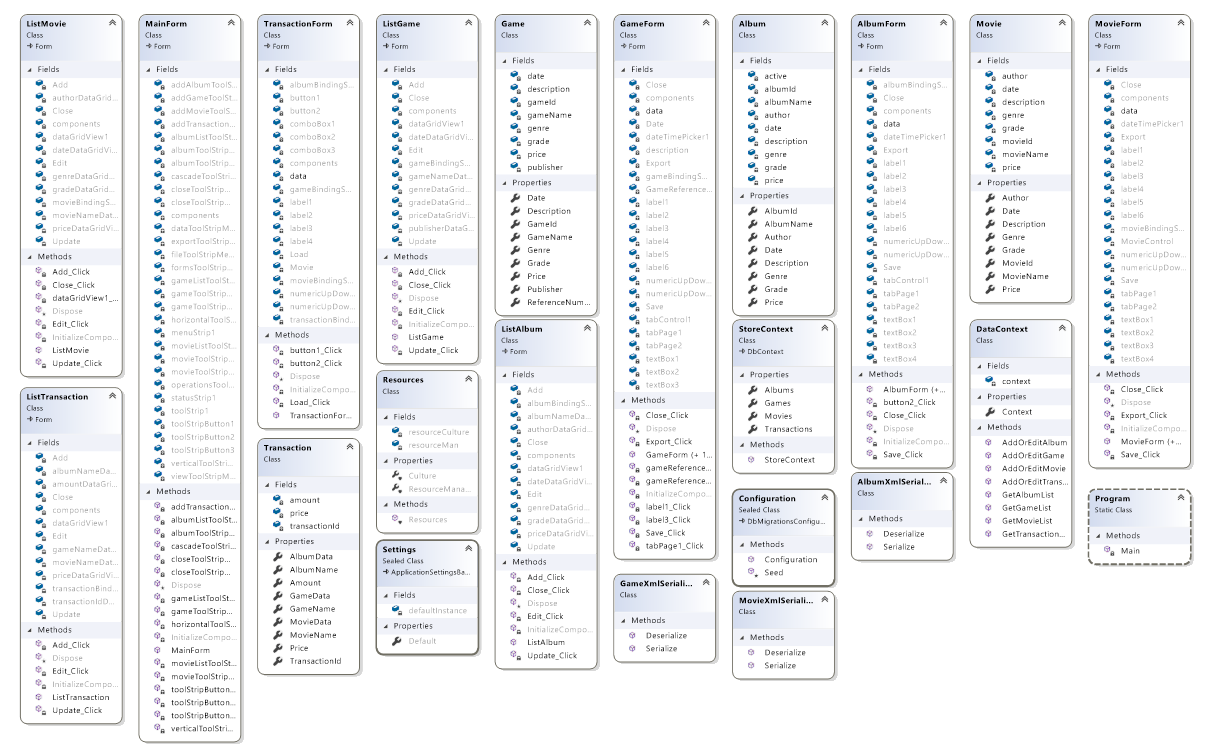 ListMovie
Class
Form
Fields
Add
authorDataGrid...
Close
components
dataGridView1
dateDataGridVi...
Edit
genreDataGrid...
gradeDataGrid...
movieBindingS...
movieNameDat...
priceDataGridVi...
Update
Methods
Add_Click
Close_Click
dataGridView1_...
Dispose
Edit_Click
InitializeCompo...
ListMovie
Update_Click
ListTransaction
Class
Form
Fields
Add
albumNameDa...
amountDataGri...
Close
components
dataGridView1
Edit
gameNameDat...
movieNameDat...
priceDataGridVi...
transactionBind...
transactionIdD...
Update
Methods
Add_Click
Dispose
Edit_Click
InitializeCompo...
ListTransaction
Update_Click
MainForm
Class
Form
Fields
addAlbumToolS...
addGameToolSt...
addMovieToolS...
addTransaction...
albumListToolSt...
albumToolStrip...
albumToolStrip...
cascadeToolStri...
closeToolStrip...
closeToolStrip...
components
dataToolStripM...
exportToolStrip...
fileToolStripMe...
formsToolStrip...
gameListToolSt...
gameToolStrip...
gameToolStrip...
horizontalToolS...
menuStrip1
movieListToolSt...
movieToolStrip...
movieToolStrip...
operationsTool...
statusStrip1
toolStrip1
toolStripButton1
toolStripButton2
toolStripButton3
verticalToolStri...
viewToolStripM...
Methods
addTransaction...
albumListToolSt...
albumToolStrip...
cascadeToolStri...
closeToolStrip...
closeToolStrip...
Dispose
gameListToolSt...
gameToolStrip...
horizontalToolS...
InitializeCompo...
MainForm
movieListToolSt...
movieToolStrip...
toolStripButton...
toolStripButton...
toolStripButton...
verticalToolStri...
TransactionForm
Class
Form
Fields
albumBindingS...
button1
button2
comboBox1
comboBox2
comboBox3
components
data
gameBindingS...
label1
label2
label3
label4
Load
Movie
movieBindingS...
numericUpDow...
numericUpDow...
transactionBind...
Methods
button1_Click
button2_Click
Dispose
InitializeCompo...
Load_Click
TransactionFor...
Transaction
Class
Fields
amount
price
transactionId
Properties
AlbumData
AlbumName
Amount
GameData
GameName
MovieData
MovieName
Price
TransactionId
ListGame
Class
Form
Fields
Add
Close
components
dataGridView1
dateDataGridVi...
Edit
gameBindingS...
gameNameDat...
genreDataGrid...
gradeDataGrid...
priceDataGridVi...
publisherDataG...
Update
Methods
Add_Click
Close_Click
Dispose
Edit_Click
InitializeCompo...
ListGame
Update_Click
Resources
Class
Fields
resourceCulture
resourceMan
Properties
Culture
ResourceMana...
Methods
Resources
Settings
Sealed Class
ApplicationSettingsBa...
Fields
defaultInstance
Properties
Default
Game
Class
Fields
date
description
gameId
gameName
genre
grade
price
publisher
Properties
Date
Description
GameId
GameName
Genre
Grade
Price
Publisher
ReferenceNum...
ListAlbum
Class
Form
Fields
Add
albumBindingS...
albumNameDa...
authorDataGrid...
Close
components
dataGridView1
dateDataGridVi...
Edit
genreDataGrid...
gradeDataGrid...
priceDataGridVi...
Update
Methods
Add_Click
Close_Click
Dispose
Edit_Click
InitializeCompo...
ListAlbum
Update_Click
GameForm
Class
Form
Fields
Close
components
data
Date
dateTimePicker1
description
Export
gameBindingS...
GameReference...
label1
label2
label3
label4
label5
label6
numericUpDow...
numericUpDow...
Save
tabControl1
tabPage1
tabPage2
textBox1
textBox2
textBox3
Methods
Close_Click
Dispose
Export_Click
GameForm (+ 1...
gameReference...
gameReference...
InitializeCompo...
label1_Click
label3_Click
Save_Click
tabPage1_Click
GameXmlSeriali...
Class
Methods
Deserialize
Serialize
Album
Class
Fields
active
albumId
albumName
author
date
description
genre
grade
price
Properties
AlbumId
AlbumName
Author
Date
Description
Genre
Grade
Price
StoreContext
Class
DbContext
Properties
Albums
Games
Movies
Transactions
Methods
StoreContext
Configuration
Sealed Class
DbMigrationsConfigu...
Methods
Configuration
Seed
MovieXmlSeriali...
Class
Methods
Deserialize
Serialize
AlbumForm
Class
Form
Fields
albumBindingS...
Close
components
data
dateTimePicker1
Export
label1
label2
label3
label4
label5
label6
numericUpDow...
numericUpDow...
Save
tabControl1
tabPage1
tabPage2
textBox1
textBox2
textBox3
textBox4
Methods
AlbumForm (+...
button2_Click
Close_Click
Dispose
InitializeCompo...
Save_Click
AlbumXmlSerial...
Class
Methods
Deserialize
Serialize
Movie
Class
Fields
author
date
description
genre
grade
movieId
movieName
price
Properties
Author
Date
Description
Genre
Grade
MovieId
MovieName
Price
DataContext
Class
Fields
context
Properties
Context
Methods
AddOrEditAlbum
AddOrEditGame
AddOrEditMovie
AddOrEditTrans...
GetAlbumList
GetGameList
GetMovieList
GetTransaction...
MovieForm
Class
Form
Fields
Close
components
data
dateTimePicker1
Export
label1
label2
label3
label4
label5
label6
movieBindingS...
MovieControl
numericUpDow...
numericUpDow...
Save
tabPage1
tabPage2
textBox1
textBox2
textBox3
textBox4
Methods
Close_Click
Dispose
Export_Click
InitializeCompo...
MovieForm (+...
Save_Click
Program
Static Class
Methods
Main